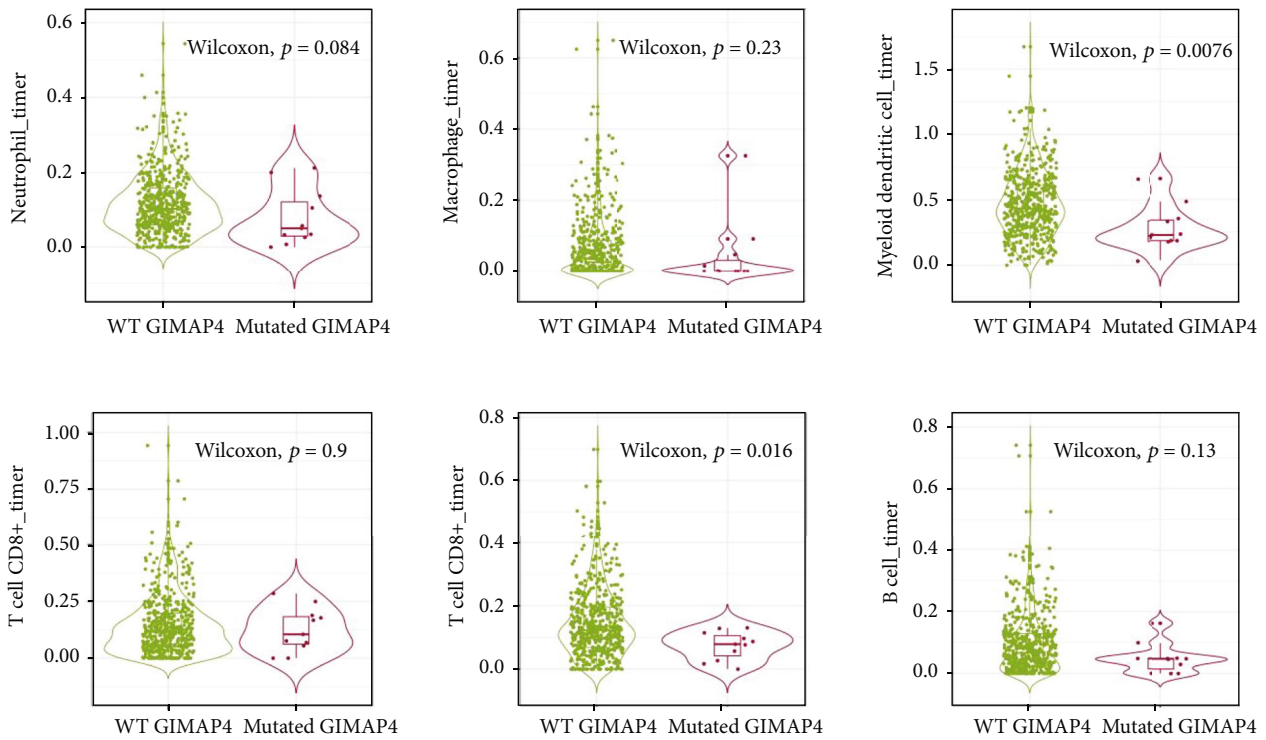 Neutrophil_timer
0.6
0.4
0.2
0.0
Wilcoxon, p = 0.084
WT GIMAP4 Mutated GIMAP4
Macrophage_timer
0.6
0.4
0.2
0.0
Wilcoxon, p = 0.23
WT GIMAP4 Mutated GIMAP4
Myeloid dendritic cell_timer
1.5
1.0
0.5
0.0
Wilcoxon, p = 0.0076
WT GIMAP4 Mutated GIMAP4
T cell CD8+_timer
1.00
0.75
0.50
0.25
0.00
Wilcoxon, p = 0.9
WT GIMAP4 Mutated GIMAP4
T cell CD8+_timer
0.8
0.6
0.4
0.2
0.0
Wilcoxon, p = 0.016
WT GIMAP4 Mutated GIMAP4
B cell_timer
0.8
0.6
0.4
0.2
0.0
Wilcoxon, p = 0.13
WT GIMAP4 Mutated GIMAP4